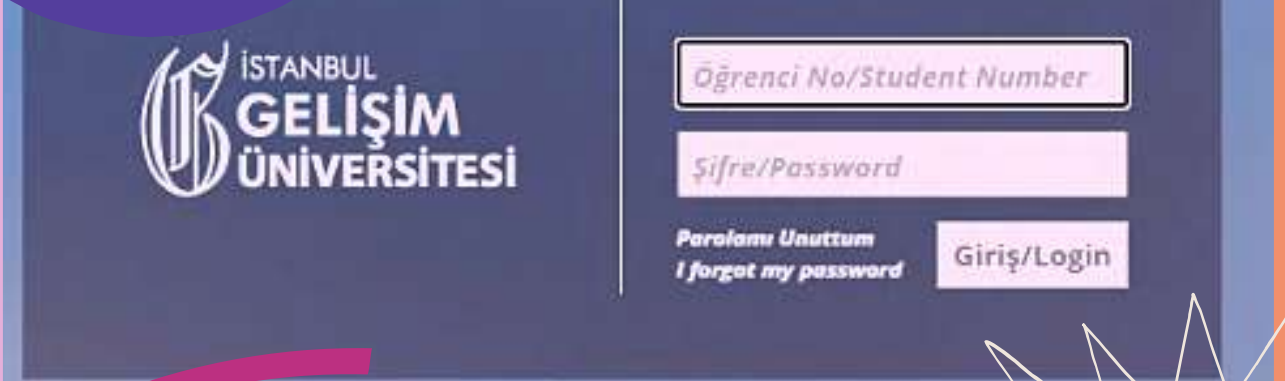 İSTANBUL
GELİŞİM
ÜNİVERSİTESİ
Öğrenci No/Student Number
Şifre/Password
Parolamı Unuttum
I forgot my password
Giriş/Login